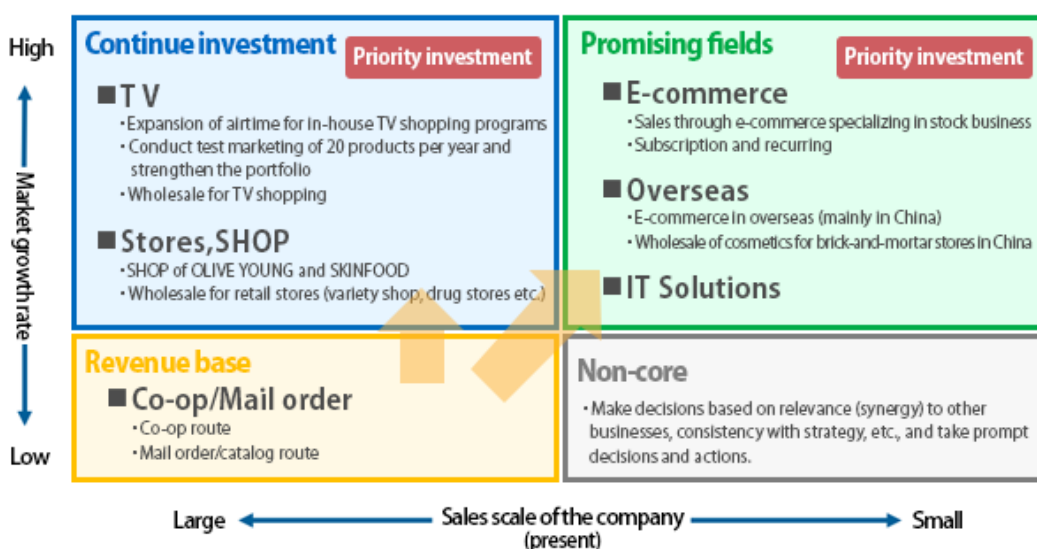 High
Market growth rate
Low
Continue investment
Priority investment
■TV
・Expansion of airtime for in-house TV shopping programs
・Conduct test marketing of 20 products per year and
strengthen the portfolio
・Wholesale for TV shopping
■Stores,SHOP
・SHOP of OLIVE YOUNG and SKINFOOD
・Wholesale for retail stores (variety shop, drug stores etc.)
Promising fields
Priority investment
■E-commerce
・Sales through e-commerce specializing in stock business
・Subscription and recurring
■Overseas
・E-commerce in overseas (mainly in China)
・Wholesale of cosmetics for brick-and-mortar stores in China
■IT Solutions
Revenue base
■Co-op/Mail order
・Co-op route
・Mail order/catalog route
Non-core
・Make decisions based on relevance (synergy) to other
businesses, consistency with strategy, etc., and take prompt
decisions and actions.
Large
Sales scale of the company
(present)
Small